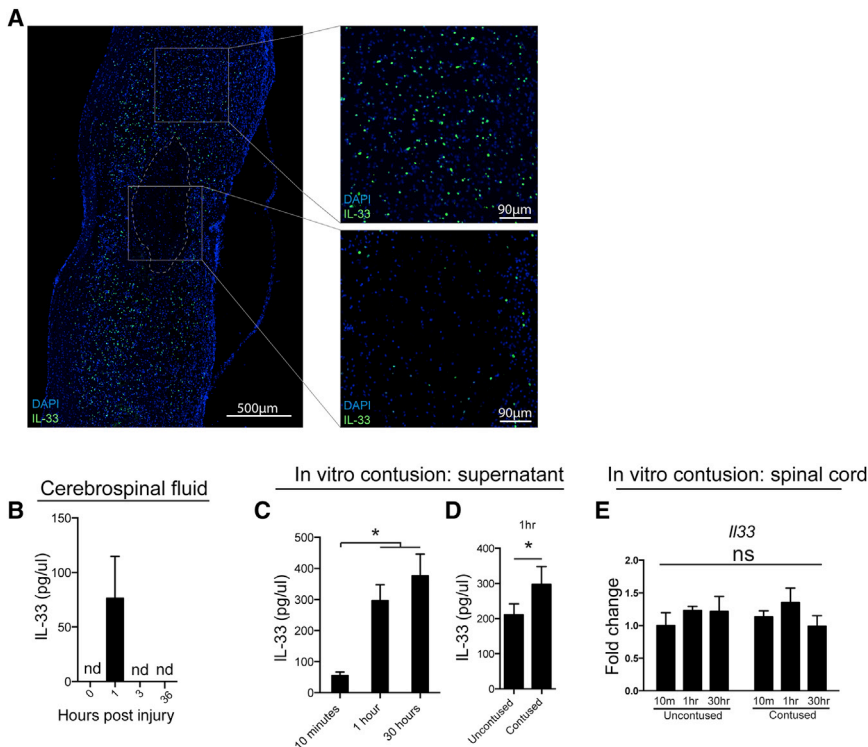 A
DAPI
IL-33
500µm
DAPI
IL-33
90µm
DAPI
IL-33
90µm
Cerebrospinal fluid
In vitro contusion: supernatant
In vitro contusion: spinal cord
B
IL-33 (pg/ul)
150
100
50
0
nd
nd
nd
0
1
3
36
Hours post injury
C
IL-33 (pg/ul)
500
400
300
200
100
0
*
10 minutes
1 hour
30 hours
D
1hr
IL-33 (pg/ul)
400
300
200
100
0
*
Uncontused
Contused
E
Il33
ns
Fold change
2.0
1.5
1.0
0.5
0.0
10m 1hr 30hr
10m 1hr 30hr
Uncontused
Contused